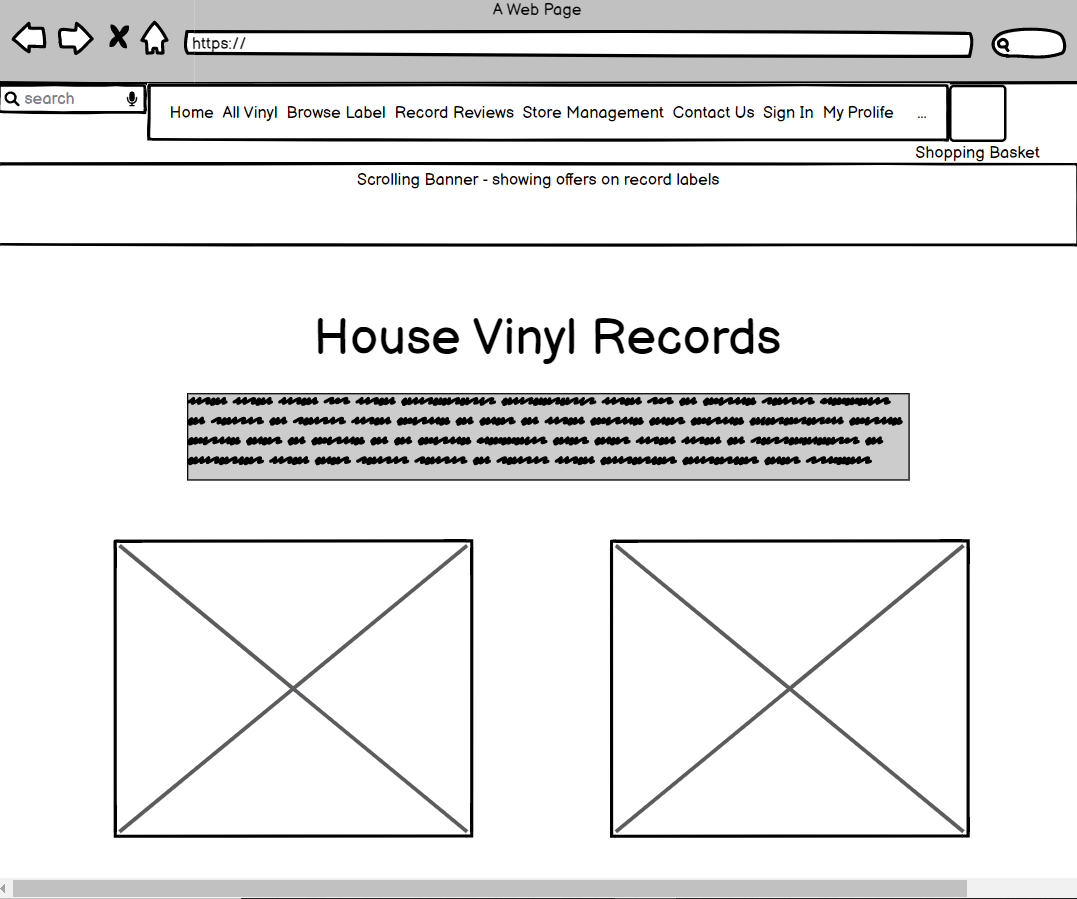 A Web Page
https://
search
Home All Vinyl Browse Label Record Reviews Store Management Contact Us Sign In My Prolife ...
Shopping Basket
Scrolling Banner - showing offers on record labels
House Vinyl Records